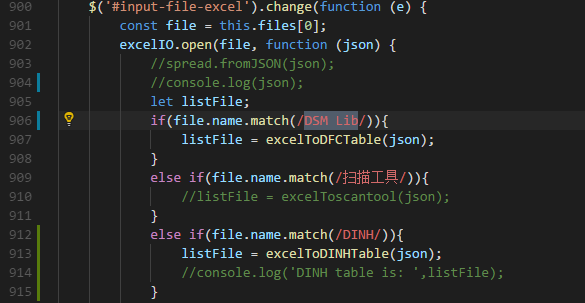 900 $('#input-file-excel').change(function (e) {
901 const file = this.files[0];
902 excelIO.open(file, function (json) {
903 //spread.fromJSON(json);
904 //console.log(json);
905 let listFile;
906 if(file.name.match(/DSM Lib/)){
907 listFile = excelToDFCTable(json);
908 }
909 else if(file.name.match(/扫描工具/)){
910 //listFile = excelToscantool(json);
911 }
912 else if(file.name.match(/DINH/)){
913 listFile = excelToDINHTable(json);
914 //console.log('DINH table is: ',listFile);
915 }